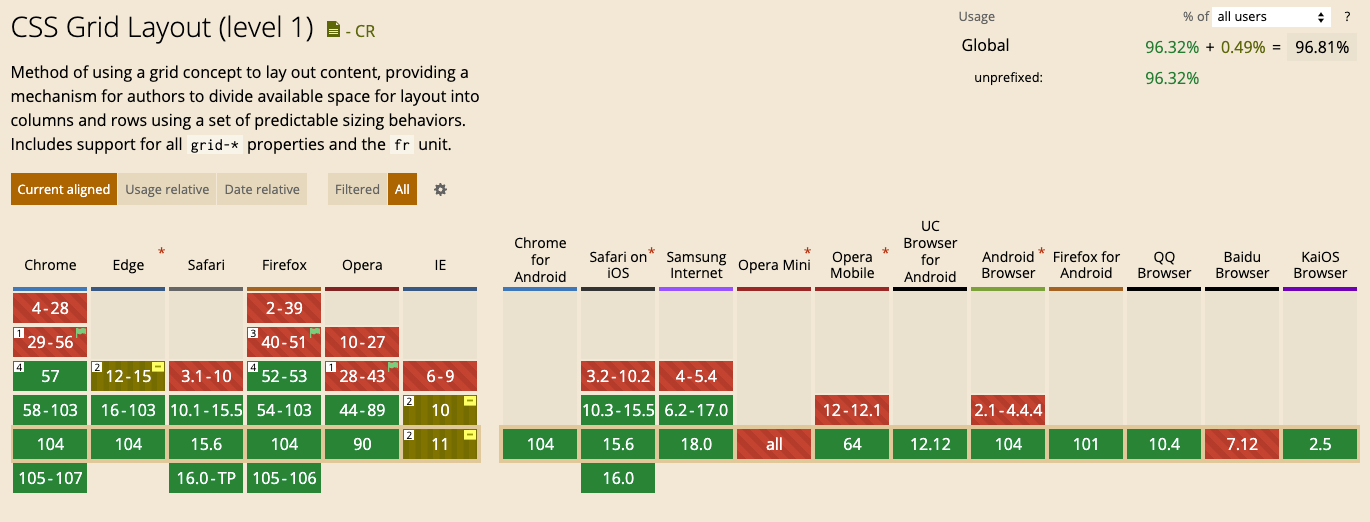 CSS Grid Layout (level 1) - CR
Usage % of all users ?
Global 96.32% + 0.49% = 96.81%
unprefixed: 96.32%
Method of using a grid concept to lay out content, providing a
mechanism for authors to divide available space for layout into
columns and rows using a set of predictable sizing behaviors.
Includes support for all grid-* properties and the fr unit.
Current aligned Usage relative Date relative Filtered All
Chrome Edge * Safari Firefox Opera IE
4-28 2-39
1 29-56 3 40-51 10-27
4 57 2 12-15 3.1-10 4 52-53 1 28-43 6-9
58-103 16-103 10.1-15.5 54-103 44-89 2 10
104 104 15.6 104 90 2 11
105-107 16.0-TP 105-106
Chrome for Android
Safari on iOS *
Samsung Internet
Opera Mini *
Opera Mobile *
UC Browser for Android
Android Browser *
Firefox for Android
QQ Browser
Baidu Browser
KaiOS Browser
3.2-10.2 4-5.4
10.3-15.5 6.2-17.0 12-12.1 2.1-4.4.4
104 15.6 18.0 all 64 12.12 104 101 10.4 7.12 2.5
16.0